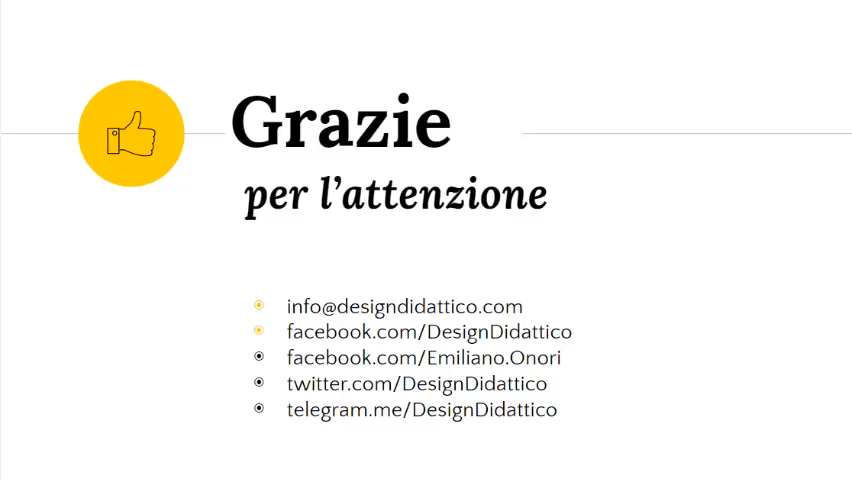 Grazie
per l’attenzione
info@designdidattico.com
facebook.com/DesignDidattico
facebook.com/Emiliano.Onori
twitter.com/DesignDidattico
telegram.me/DesignDidattico